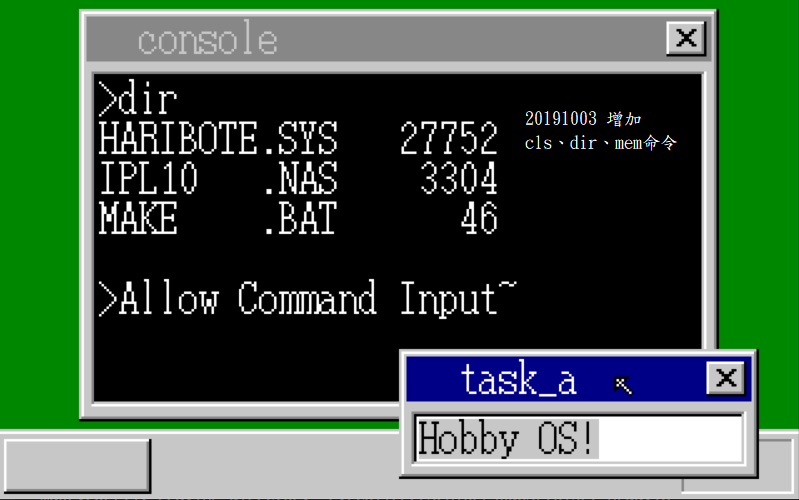 console
>dir
HARIBOTE.SYS   27752
IPL10   .NAS    3304
MAKE    .BAT      46
>Allow Command Input~
20191003 增加
cls、dir、mem命令
task_a
Hobby OS!